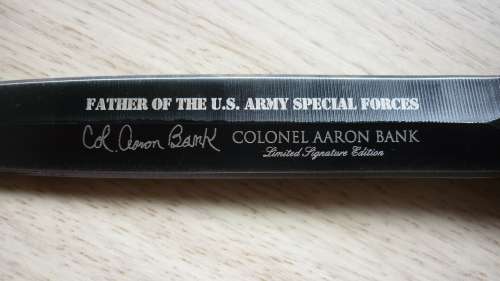 FATHER OF THE U.S. ARMY SPECIAL FORCES
Col. Aaron Bank COLONEL AARON BANK
Limited Signature Edition